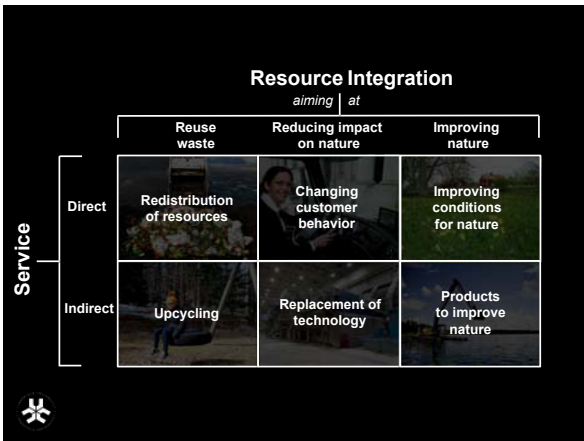 Resource Integration
aiming at
Reuse
waste
Reducing impact
on nature
Improving
nature
Service
Direct
Redistribution
of resources
Changing
customer
behavior
Improving
conditions
for nature
Indirect
Upcycling
Replacement of
technology
Products
to improve
nature